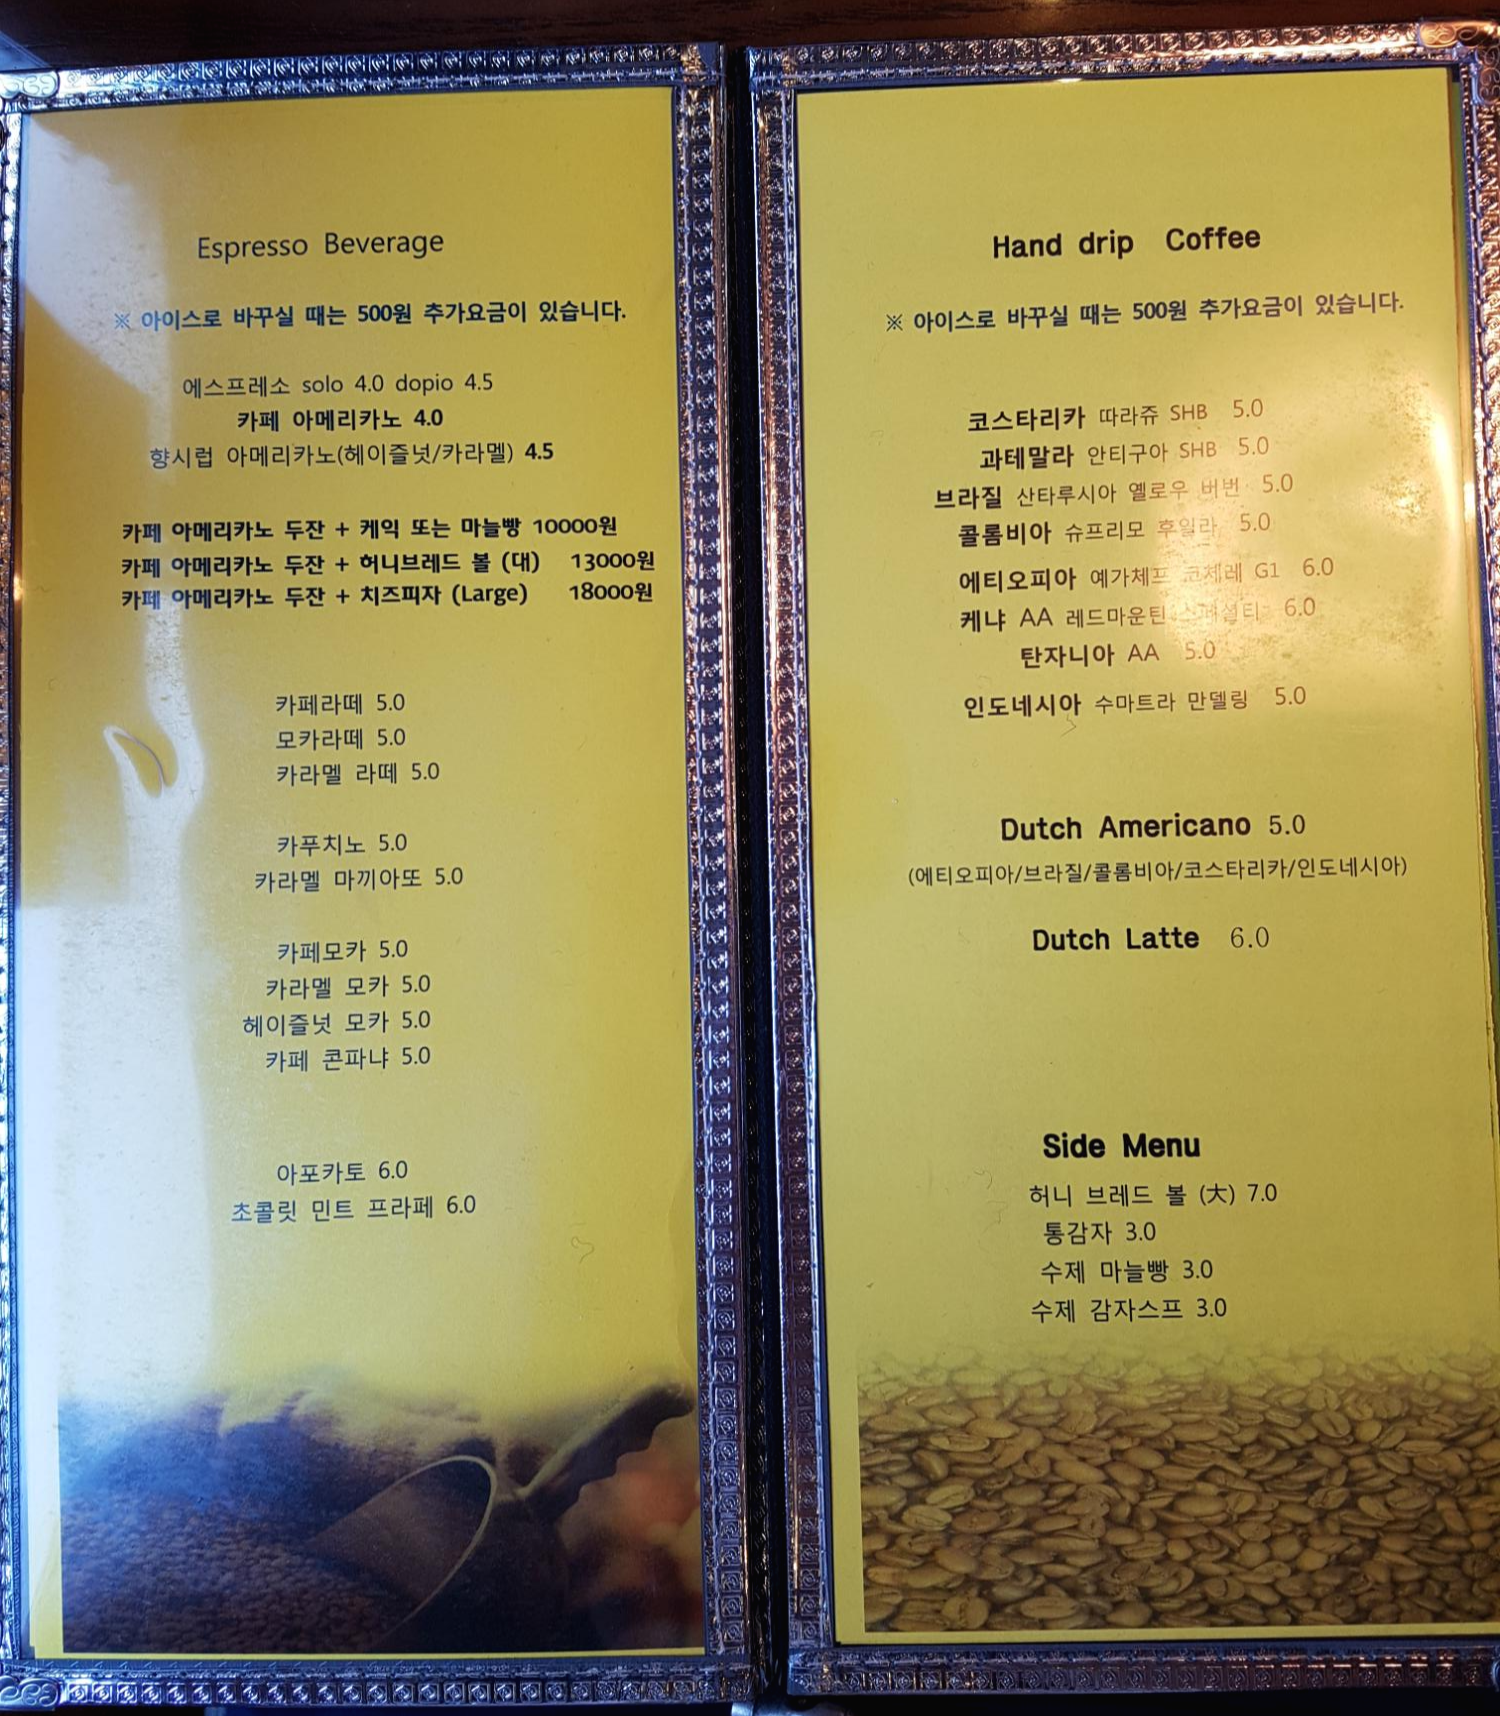 Espresso Beverage
※ 아이스로 바꾸실 때는 500원 추가요금이 있습니다.
에스프레소 solo 4.0 dopio 4.5
카페 아메리카노 4.0
향시럽 아메리카노(헤이즐넛/카라멜) 4.5
카페 아메리카노 두잔 + 케익 또는 마늘빵 10000원
카페 아메리카노 두잔 + 허니브레드 볼 (대) 13000원
카페 아메리카노 두잔 + 치즈피자 (Large) 18000원
카페라떼 5.0
모카라떼 5.0
카라멜 라떼 5.0
카푸치노 5.0
카라멜 마끼아또 5.0
카페모카 5.0
카라멜 모카 5.0
헤이즐넛 모카 5.0
카페 콘파냐 5.0
아포카토 6.0
초콜릿 민트 프라페 6.0
Hand drip Coffee
※ 아이스로 바꾸실 때는 500원 추가요금이 있습니다.
코스타리카 따라쥬 SHB 5.0
과테말라 안티구아 SHB 5.0
브라질 산타루시아 옐로우 버번 5.0
콜롬비아 슈프리모 후일라 5.0
에티오피아 예가체프 코체레 G1 6.0
케냐 AA 레드마운틴 스페셜티 6.0
탄자니아 AA 5.0
인도네시아 수마트라 만델링 5.0
Dutch Americano 5.0
(에티오피아/브라질/콜롬비아/코스타리카/인도네시아)
Dutch Latte 6.0
Side Menu
허니 브레드 볼 (大) 7.0
통감자 3.0
수제 마늘빵 3.0
수제 감자스프 3.0